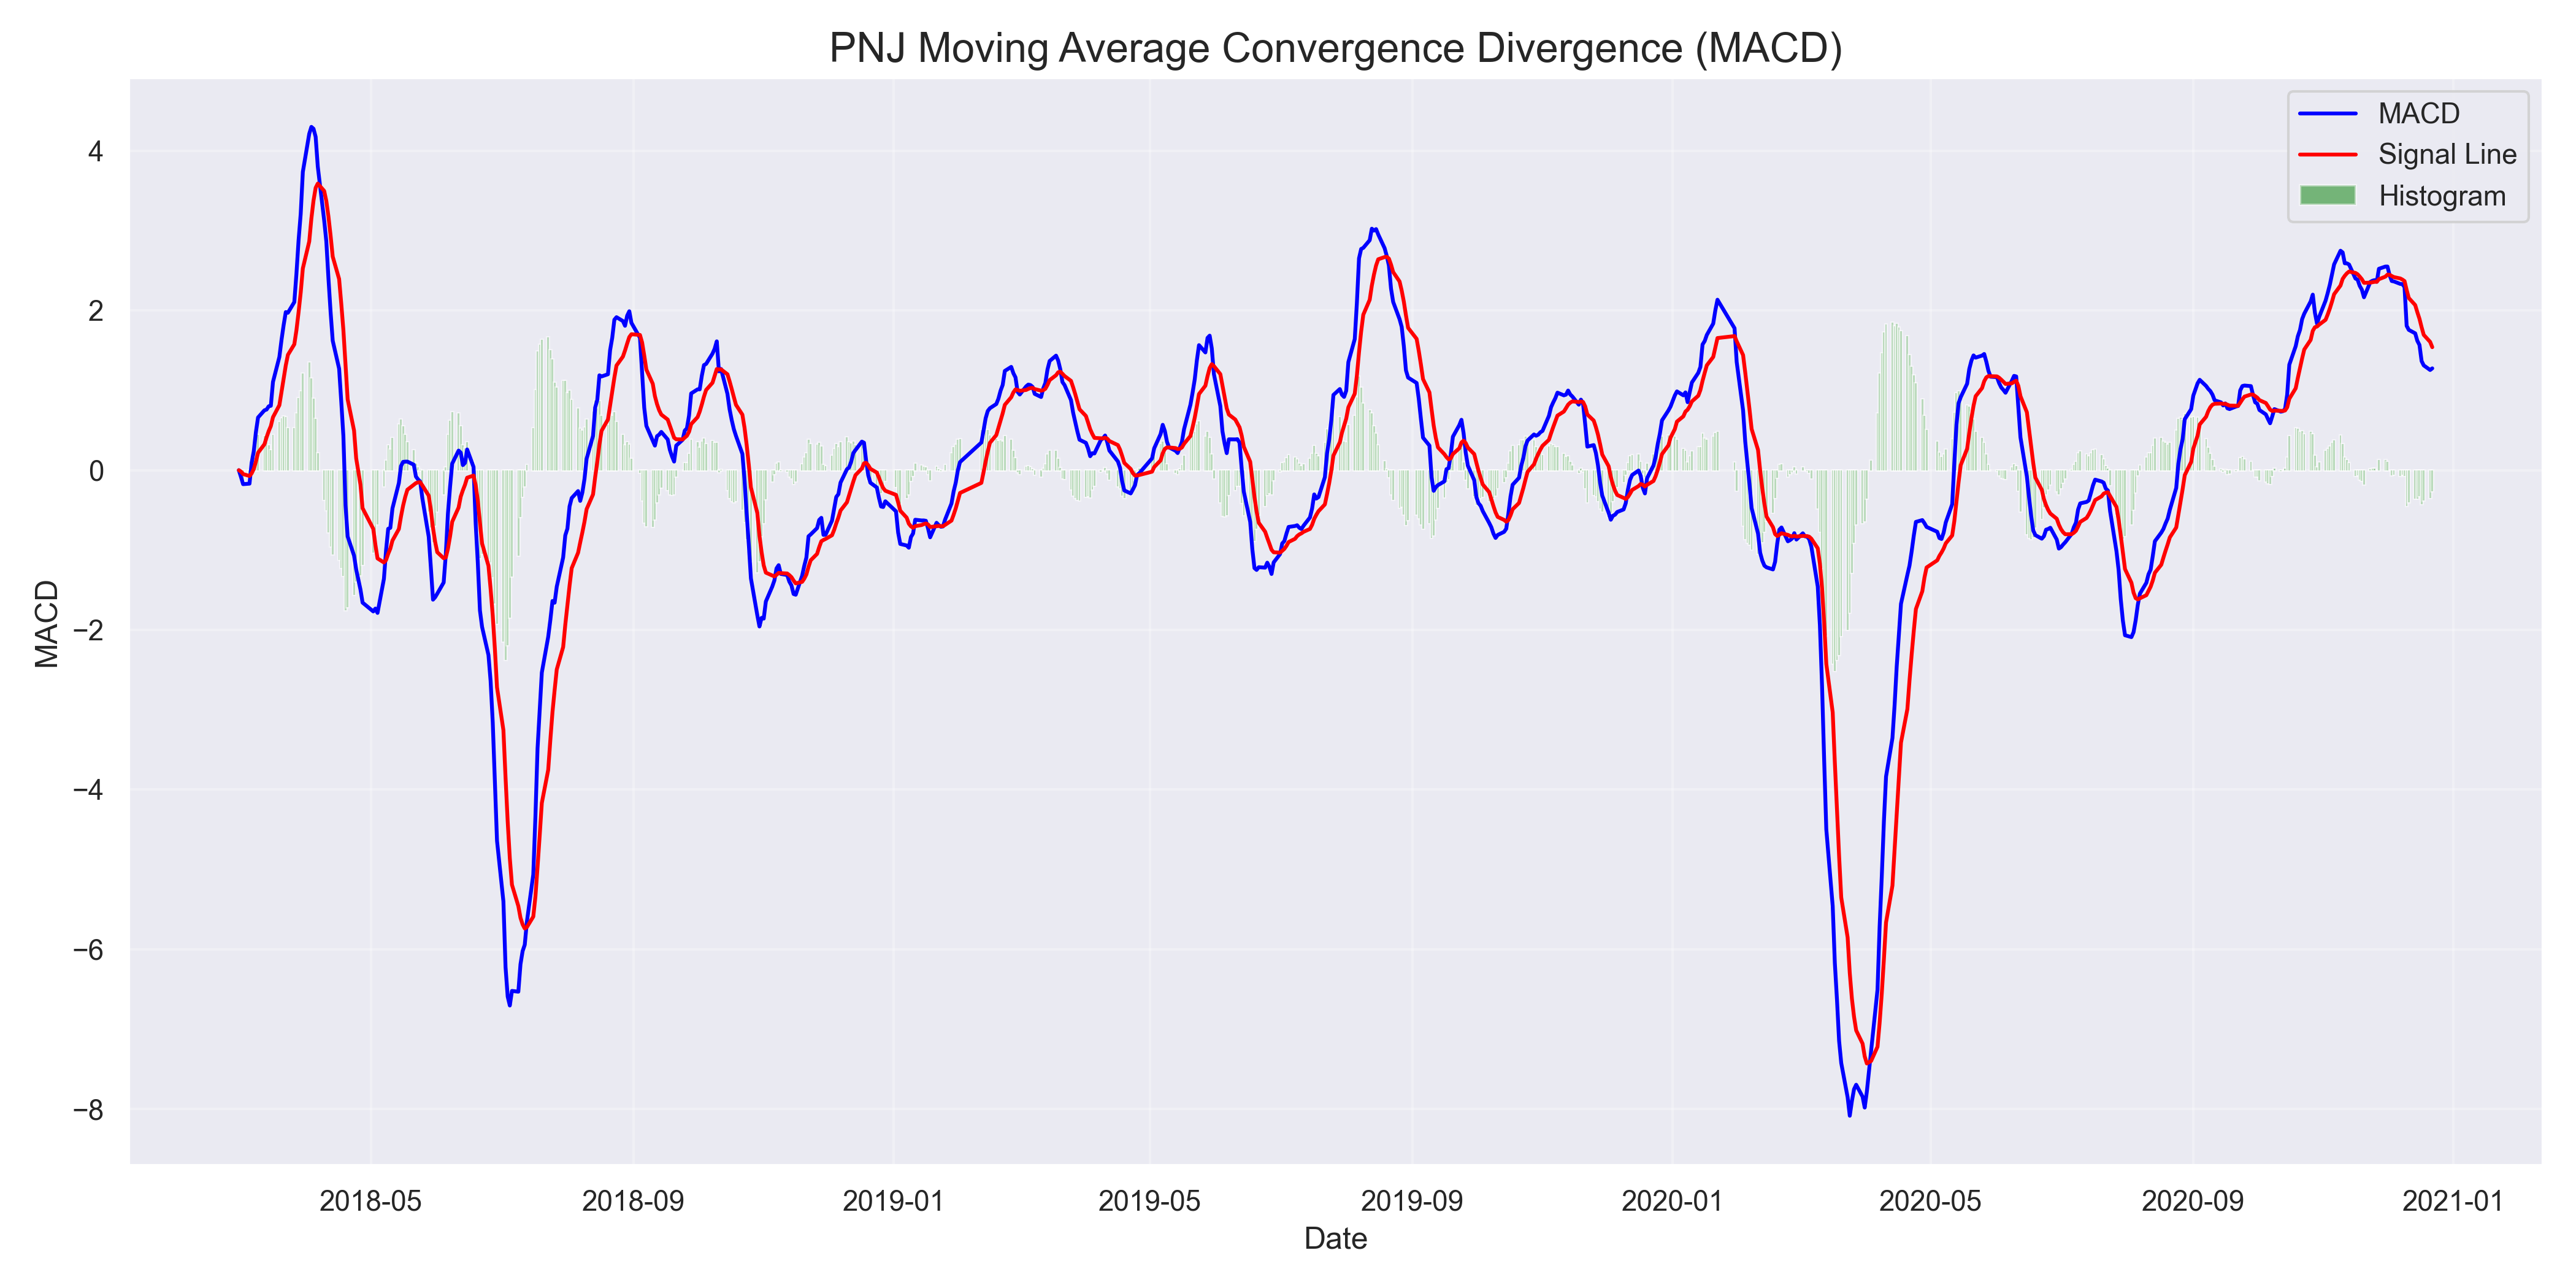 PNJ Moving Average Convergence Divergence (MACD)
MACD
Signal Line
Histogram
MACD
4
2
0
−2
−4
−6
−8
2018-05
2018-09
2019-01
2019-05
2019-09
2020-01
2020-05
2020-09
2021-01
Date